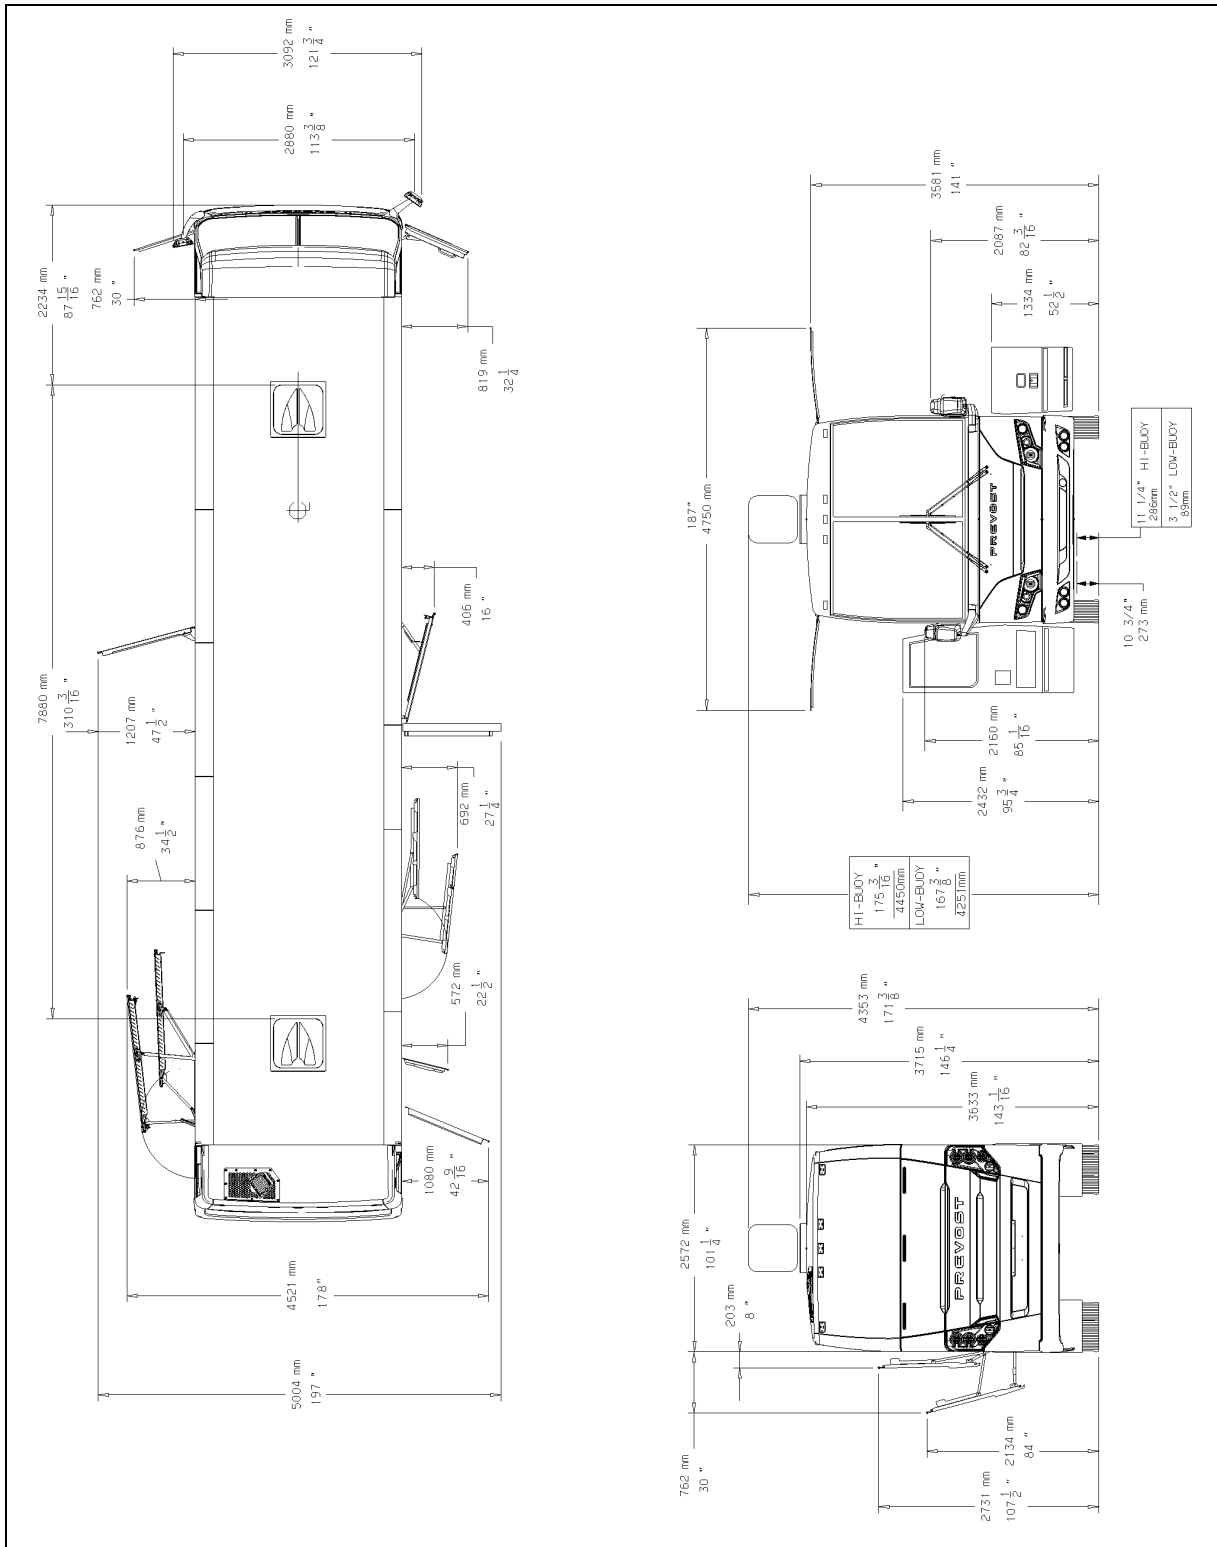 3092 mm
121 3/4 "
2880 mm
113 3/8 "
2234 mm
87 15/16 "
762 mm
30 "
819 mm
32 1/4 "
406 mm
16 "
7880 mm
310 3/16 "
1207 mm
47 1/2 "
876 mm
34 1/2 "
692 mm
27 1/4 "
572 mm
22 1/2 "
1080 mm
42 9/16 "
4521 mm
178"
5004 mm
197 "
3581 mm
141 "
2087 mm
82 3/16 "
1334 mm
52 1/2 "
187"
4750 mm
PREVOST
11 1/4" HI-BUOY
286mm
3 1/2" LOW-BUOY
89mm
10 3/4"
273 mm
2160 mm
85 1/16 "
2432 mm
95 3/4 "
HI-BUOY
175 3/16 "
4450mm
LOW-BUOY
167 3/8 "
4251mm
4353 mm
171 3/8 "
3715 mm
146 1/4 "
3633 mm
143 1/16 "
2572 mm
101 1/4 "
203 mm
8 "
PREVOST
762 mm
30 "
2134 mm
84 "
2731 mm
107 1/2 "